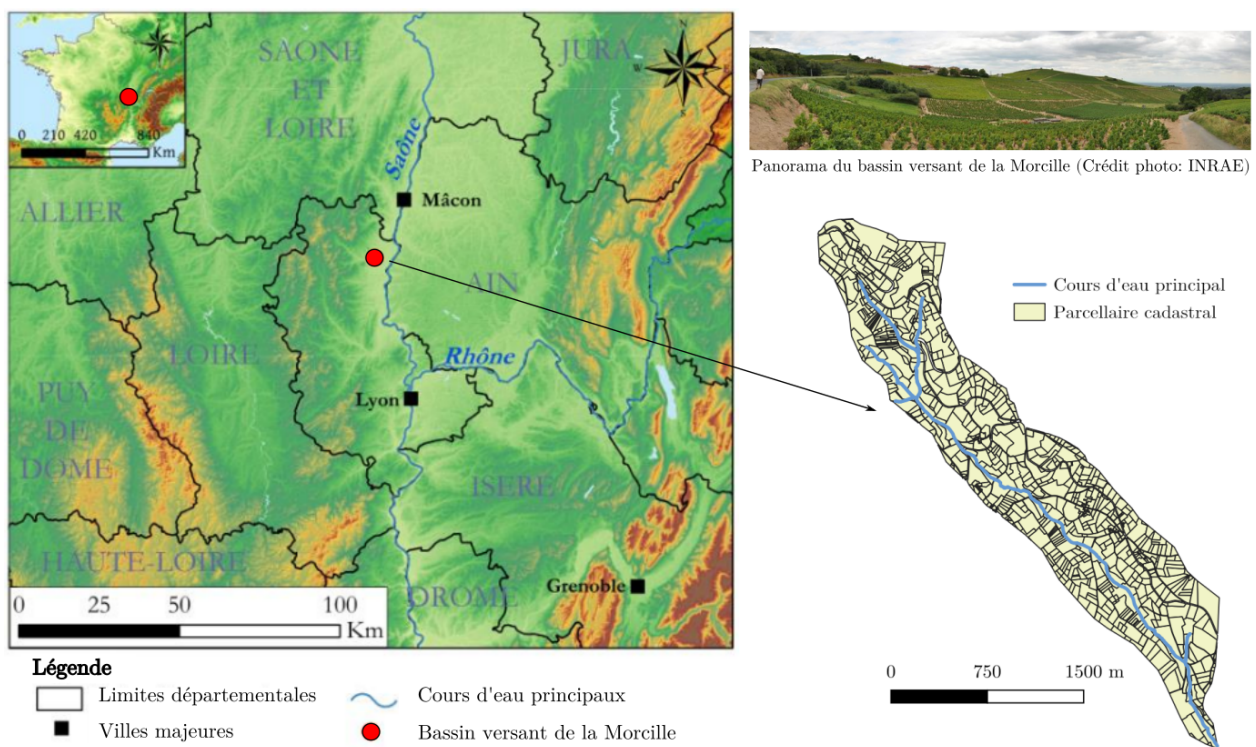 0 210 420 840
Km
SAONE
ET
LOIRE
JURA
N
W
E
S
Saône
ALLIER
Mâcon
AIN
LOIRE
Rhône
PUY
DE
DOME
Lyon
ISERE
HAUTE-LOIRE
DROME
Grenoble
0 25 50 100
Km
Légende
Limites départementales
Cours d'eau principaux
Villes majeures
Bassin versant de la Morcille
Panorama du bassin versant de la Morcille (Crédit photo: INRAE)
Cours d'eau principal
Parcellaire cadastral
0 750 1500 m